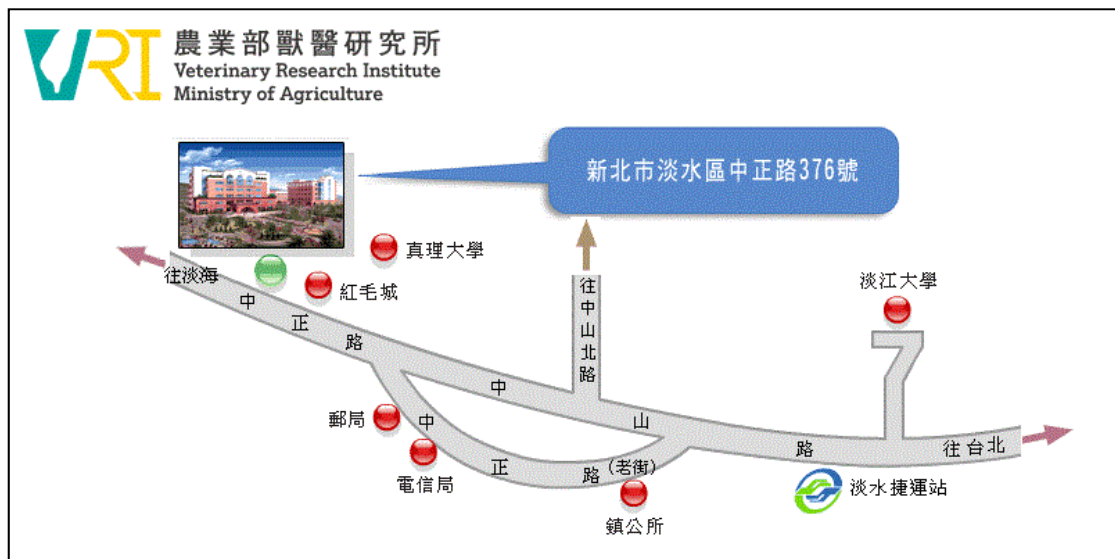 VRI
農業部獸醫研究所
Veterinary Research Institute
Ministry of Agriculture
新北市淡水區中正路376號
真理大學
往淡海
紅毛城
中正路
往中山北路
淡江大學
中山路
往台北
郵局
電信局
中正路(老街)
鎮公所
淡水捷運站